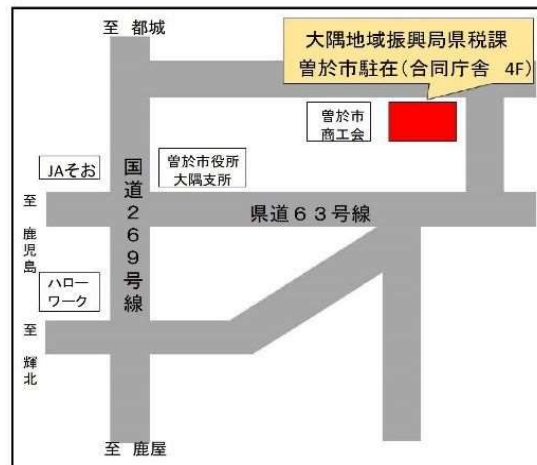 至 都城
大隅地域振興局県税課
曽於市駐在(合同庁舎 4F)
曽於市
商工会
JAそお
曽於市役所
大隅支所
国道269号線
至 鹿児島
県道63号線
ハロー
ワーク
至 輝北
至 鹿屋